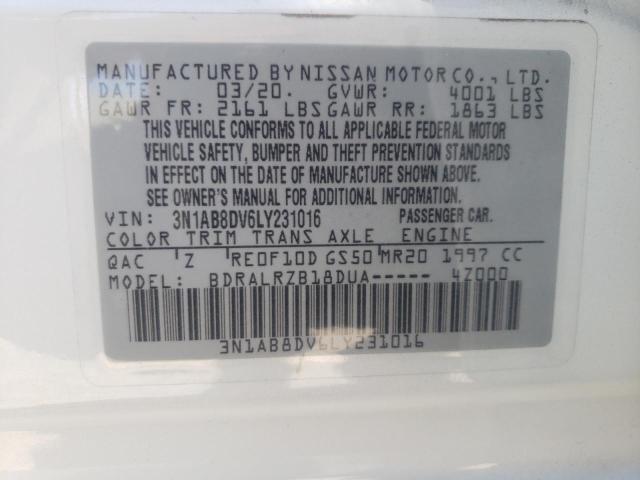 MANUFACTURED BY NISSAN MOTOR CO., LTD.
DATE: 03/20. GVWR: 4001 LBS
GAWR FR: 2161 LBS GAWR RR: 1863 LBS
THIS VEHICLE CONFORMS TO ALL APPLICABLE FEDERAL MOTOR
VEHICLE SAFETY, BUMPER AND THEFT PREVENTION STANDARDS
IN EFFECT ON THE DATE OF MANUFACTURE SHOWN ABOVE.
SEE OWNER'S MANUAL FOR ADDITIONAL INFORMATION.
VIN: 3N1AB8DV6LY231016 PASSENGER CAR.
COLOR TRIM TRANS AXLE ENGINE
QAC Z RE0F10D GS50 MR20 1997 CC
MODEL: BDRALRZB18DUA----- 4Z000
3N1AB8DV6LY231016